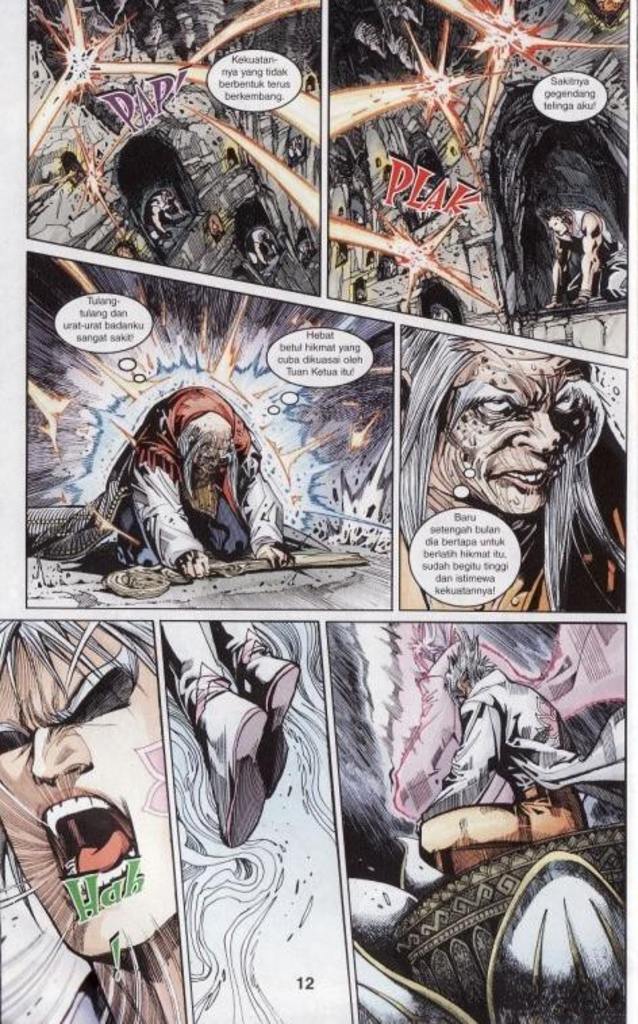 Kekuatan-
nya yang tidak
berbentuk terus
berkembang.
PAP!
Sakitnya
gegendang
telinga aku!
PLAK
Tulang-
tulang dan
urat-urat badanku
sangat sakit!
Hebat
betul hikmat yang
cuba dikuasai oleh
Tuan Ketua itu!
Baru
setengah bulan
dia bertapa untuk
berlatih hikmat itu,
sudah begitu tinggi
dan istimewa
kekuatannya!
Hah
!
12